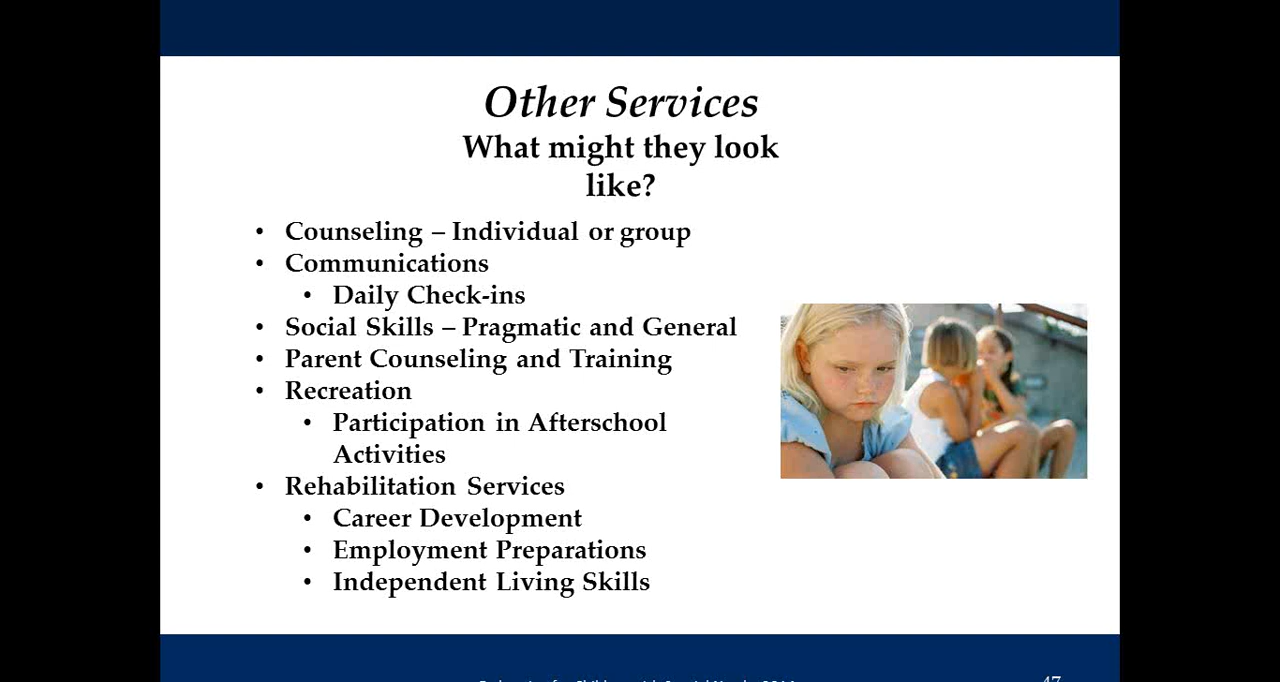 Other Services
What might they look
like?
• Counseling – Individual or group
• Communications
• Daily Check-ins
• Social Skills – Pragmatic and General
• Parent Counseling and Training
• Recreation
• Participation in Afterschool
Activities
• Rehabilitation Services
• Career Development
• Employment Preparations
• Independent Living Skills
47